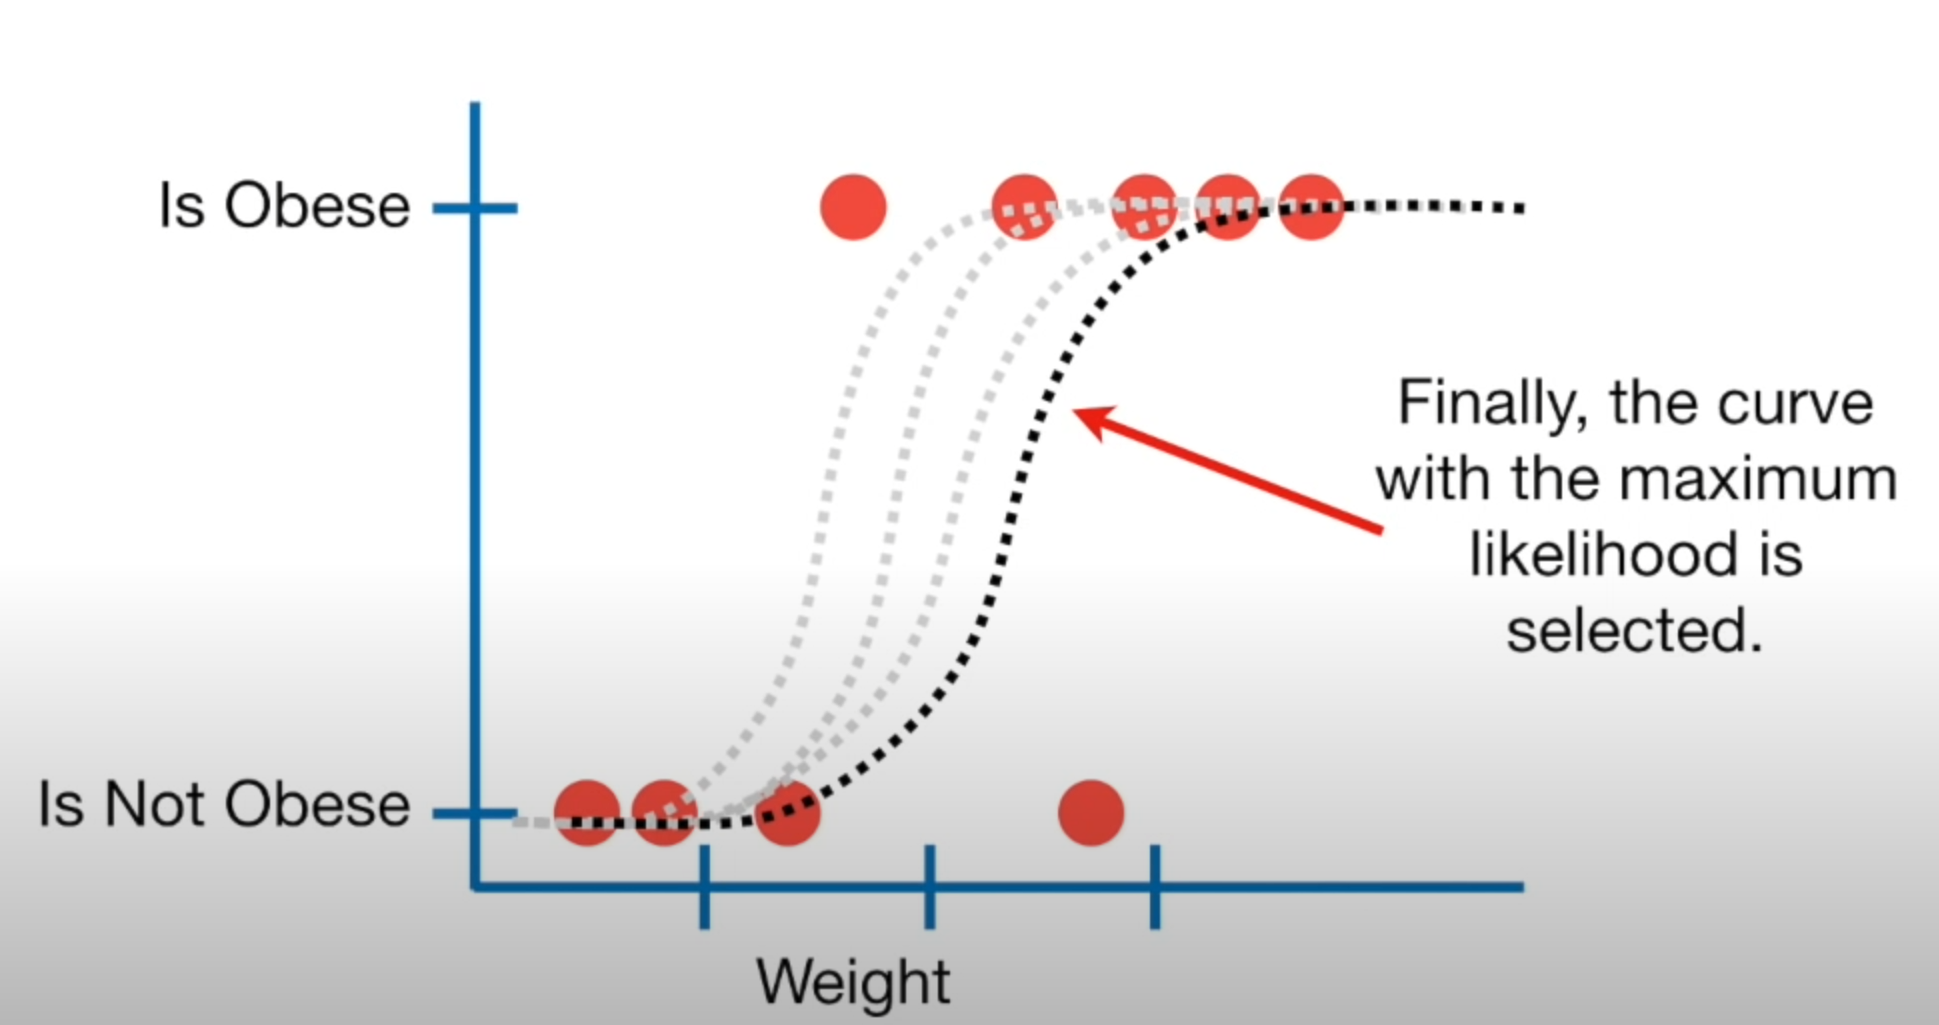 Is Obese
Finally, the curve
with the maximum
likelihood is
selected.
Is Not Obese
Weight